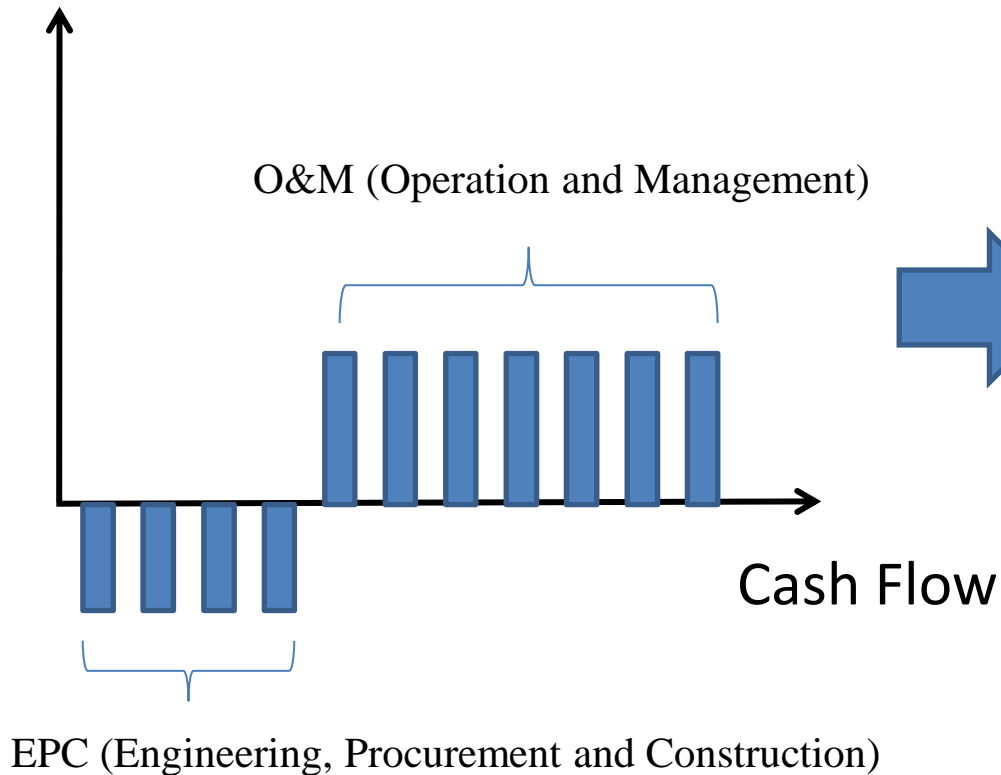 O&M (Operation and Management)
Cash Flow
EPC (Engineering, Procurement and Construction)